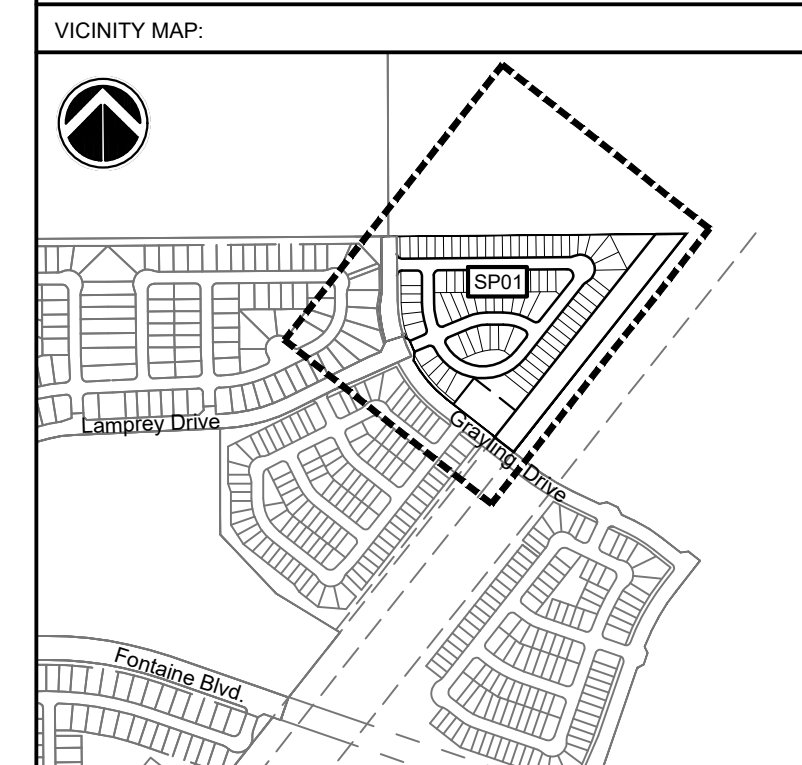 VICINITY MAP:
SP01
Lamprey Drive
Grayling Drive
Fontaine Blvd.